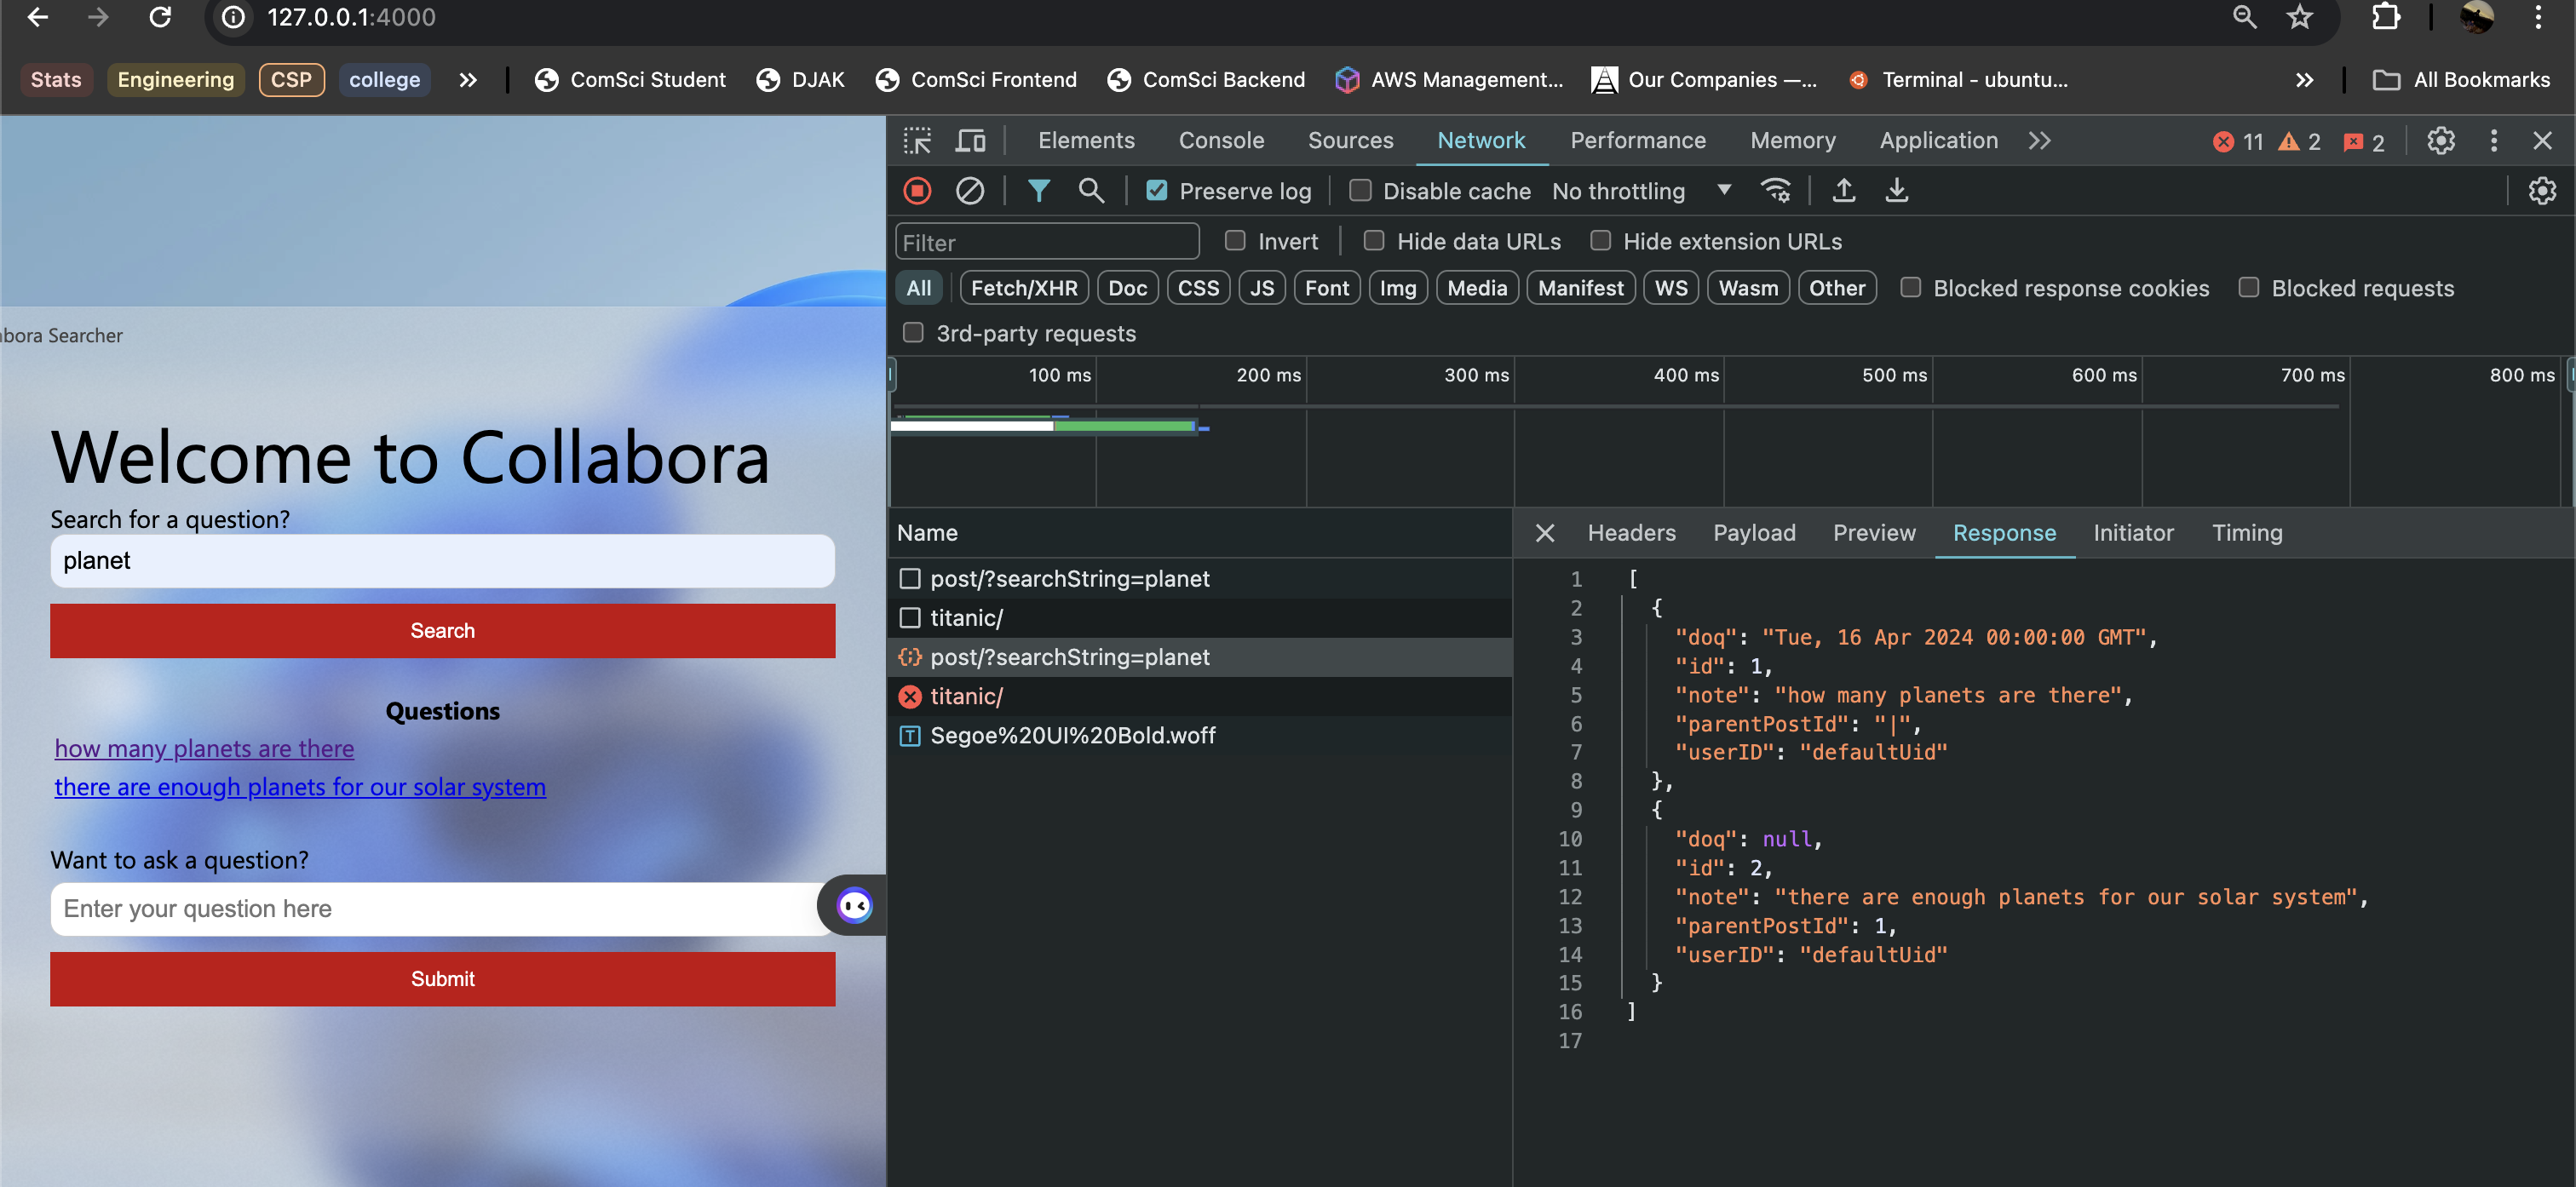 127.0.0.1:4000
Stats Engineering CSP college ComSci Student DJAK ComSci Frontend ComSci Backend AWS Management... Our Companies —... Terminal - ubuntu... All Bookmarks
bora Searcher
Welcome to Collabora
Search for a question?
planet
Search
Questions
how many planets are there
there are enough planets for our solar system
Want to ask a question?
Enter your question here
Submit
Elements Console Sources Network Performance Memory Application 11 2 2
Preserve log Disable cache No throttling
Filter Invert Hide data URLs Hide extension URLs
All Fetch/XHR Doc CSS JS Font Img Media Manifest WS Wasm Other Blocked response cookies Blocked requests
3rd-party requests
100 ms 200 ms 300 ms 400 ms 500 ms 600 ms 700 ms 800 ms
Name
post/?searchString=planet
titanic/
{;} post/?searchString=planet
titanic/
T Segoe%20UI%20Bold.woff
Headers Payload Preview Response Initiator Timing
1 [
2 {
3 "doq": "Tue, 16 Apr 2024 00:00:00 GMT",
4 "id": 1,
5 "note": "how many planets are there",
6 "parentPostId": "|",
7 "userID": "defaultUid"
8 },
9 {
10 "doq": null,
11 "id": 2,
12 "note": "there are enough planets for our solar system",
13 "parentPostId": 1,
14 "userID": "defaultUid"
15 }
16 ]
17